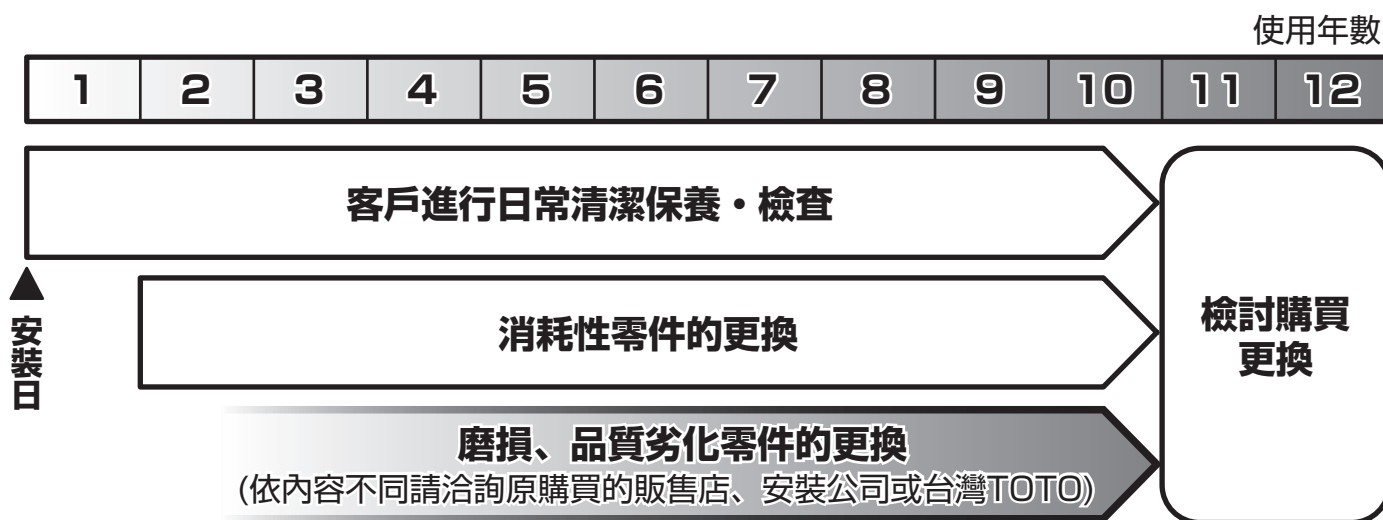 使用年數
1 2 3 4 5 6 7 8 9 10 11 12
客戶進行日常清潔保養・檢查
安裝日
消耗性零件的更換
檢討購買
更換
磨損、品質劣化零件的更換
(依內容不同請洽詢原購買的販售店、安裝公司或台灣TOTO)